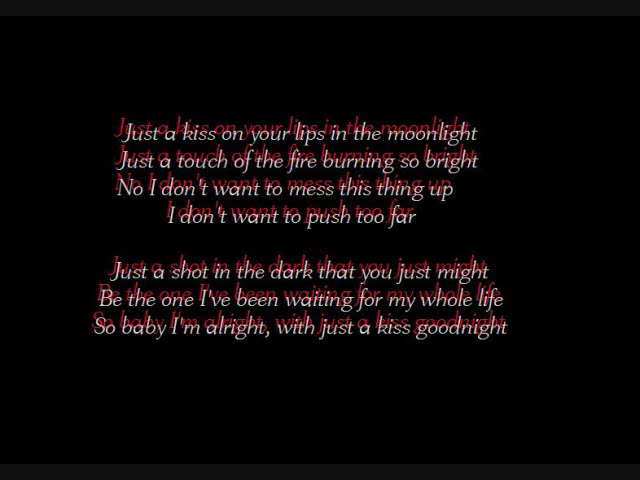 Just a kiss on your lips in the moonlight
Just a touch of the fire burning so bright
No I don't want to mess this thing up
I don't want to push too far
Just a shot in the dark that you just might
Be the one I've been waiting for my whole life
So baby I'm alright, with just a kiss goodnight